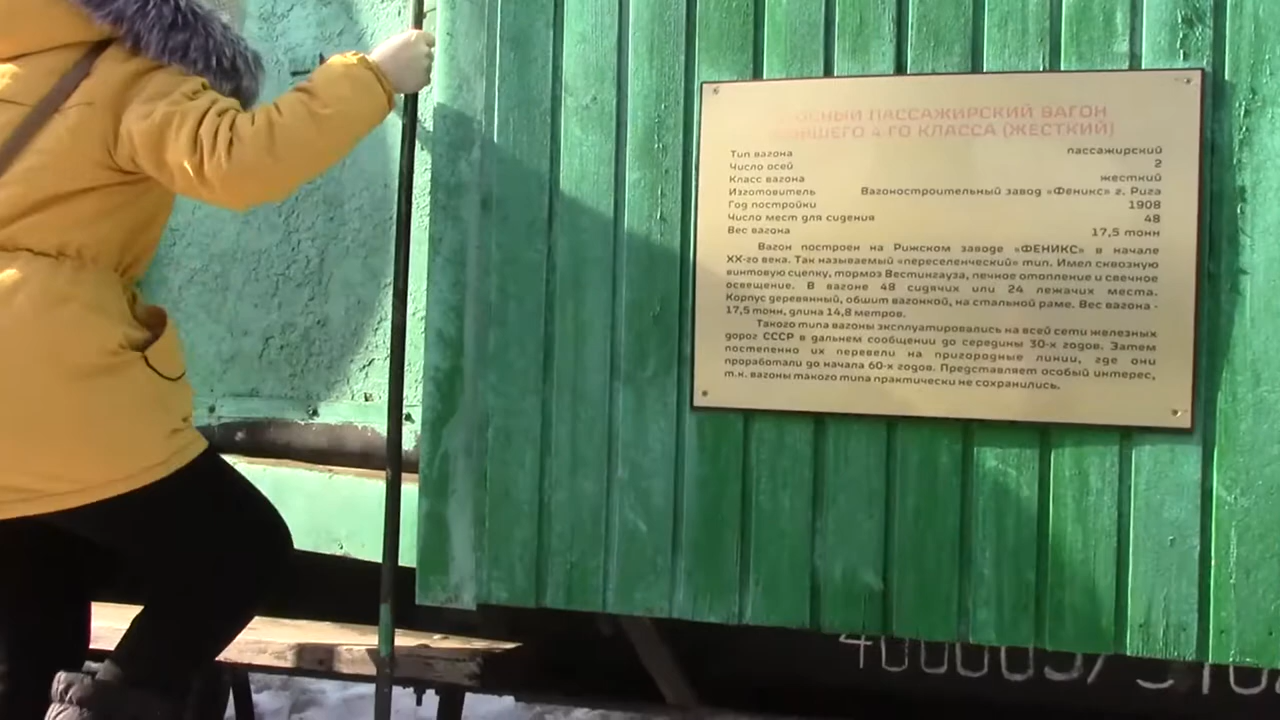 ПАССАЖИРСКИЙ ВАГОН
4-ГО КЛАССА (ЖЕСТКИЙ)
Тип вагона пассажирский
Число осей 2
Класс вагона жесткий
Изготовитель Вагоностроительный завод «Феникс» г. Рига
Год постройки 1908
Число мест для сидения 48
Вес вагона 17,5 тонн
Вагон построен на Рижском заводе «ФЕНИКС» в начале
ХХ-го века. Так называемый «переселенческий» тип. Имел сквозную
винтовую сцепку, тормоз Вестингауза, печное отопление и свечное
освещение. В вагоне 48 сидячих или 24 лежачих места.
Корпус деревянный, обшит вагонкой, на стальной раме. Вес вагона -
17,5 тонн, длина 14,8 метров.
Такого типа вагоны эксплуатировались на всей сети железных
дорог СССР в дальнем сообщении до середины 30-х годов. Затем
постепенно их перевели на пригородные линии, где они
проработали до начала 60-х годов. Представляет особый интерес,
т.к. вагоны такого типа практически не сохранились.